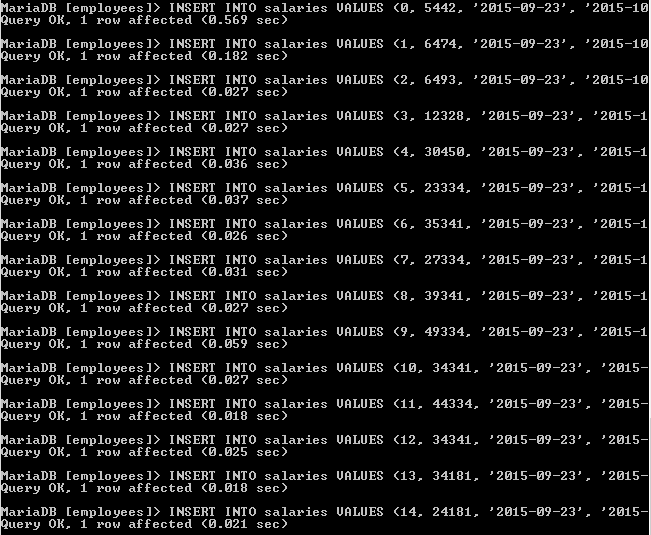 MariaDB [employees]> INSERT INTO salaries VALUES (0, 5442, '2015-09-23', '2015-10
Query OK, 1 row affected (0.569 sec)
MariaDB [employees]> INSERT INTO salaries VALUES (1, 6474, '2015-09-23', '2015-10
Query OK, 1 row affected (0.182 sec)
MariaDB [employees]> INSERT INTO salaries VALUES (2, 6493, '2015-09-23', '2015-10
Query OK, 1 row affected (0.027 sec)
MariaDB [employees]> INSERT INTO salaries VALUES (3, 12328, '2015-09-23', '2015-1
Query OK, 1 row affected (0.027 sec)
MariaDB [employees]> INSERT INTO salaries VALUES (4, 30450, '2015-09-23', '2015-1
Query OK, 1 row affected (0.036 sec)
MariaDB [employees]> INSERT INTO salaries VALUES (5, 23334, '2015-09-23', '2015-1
Query OK, 1 row affected (0.037 sec)
MariaDB [employees]> INSERT INTO salaries VALUES (6, 35341, '2015-09-23', '2015-1
Query OK, 1 row affected (0.026 sec)
MariaDB [employees]> INSERT INTO salaries VALUES (7, 27334, '2015-09-23', '2015-1
Query OK, 1 row affected (0.031 sec)
MariaDB [employees]> INSERT INTO salaries VALUES (8, 39341, '2015-09-23', '2015-1
Query OK, 1 row affected (0.027 sec)
MariaDB [employees]> INSERT INTO salaries VALUES (9, 49334, '2015-09-23', '2015-1
Query OK, 1 row affected (0.059 sec)
MariaDB [employees]> INSERT INTO salaries VALUES (10, 34341, '2015-09-23', '2015-
Query OK, 1 row affected (0.027 sec)
MariaDB [employees]> INSERT INTO salaries VALUES (11, 44334, '2015-09-23', '2015-
Query OK, 1 row affected (0.018 sec)
MariaDB [employees]> INSERT INTO salaries VALUES (12, 34341, '2015-09-23', '2015-
Query OK, 1 row affected (0.025 sec)
MariaDB [employees]> INSERT INTO salaries VALUES (13, 34181, '2015-09-23', '2015-
Query OK, 1 row affected (0.018 sec)
MariaDB [employees]> INSERT INTO salaries VALUES (14, 24181, '2015-09-23', '2015-
Query OK, 1 row affected (0.021 sec)